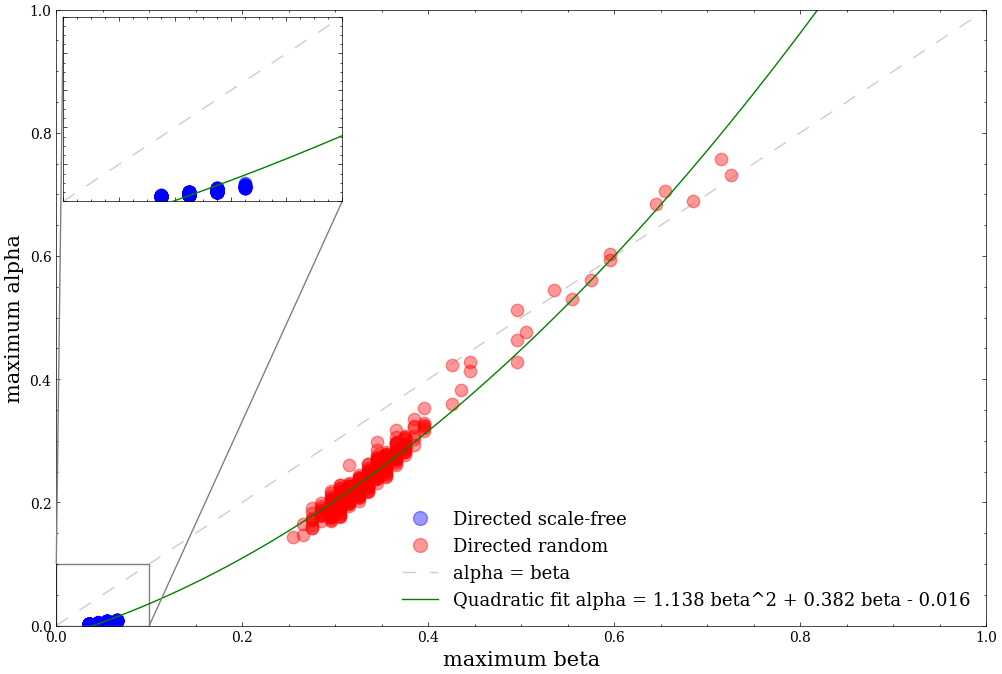 1.0
0.8
0.6
0.4
0.2
0.0
maximum alpha
Directed scale-free
Directed random
alpha = beta
Quadratic fit alpha = 1.138 beta^2 + 0.382 beta - 0.016
0.0 0.2 0.4 0.6 0.8 1.0
maximum beta